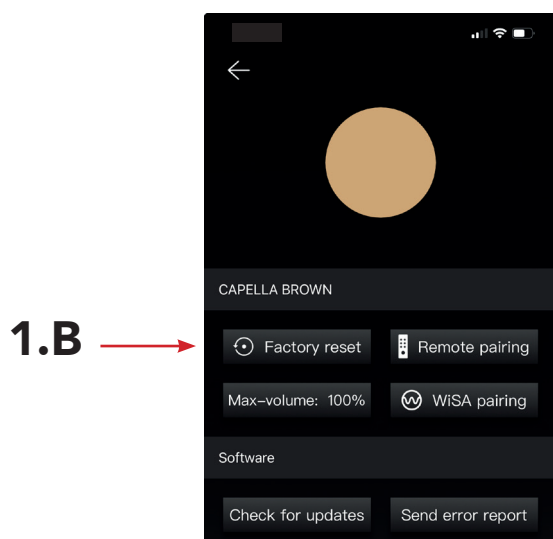 CAPELLA BROWN
1.B
Factory reset
Remote pairing
Max-volume: 100%
WiSA pairing
Software
Check for updates
Send error report